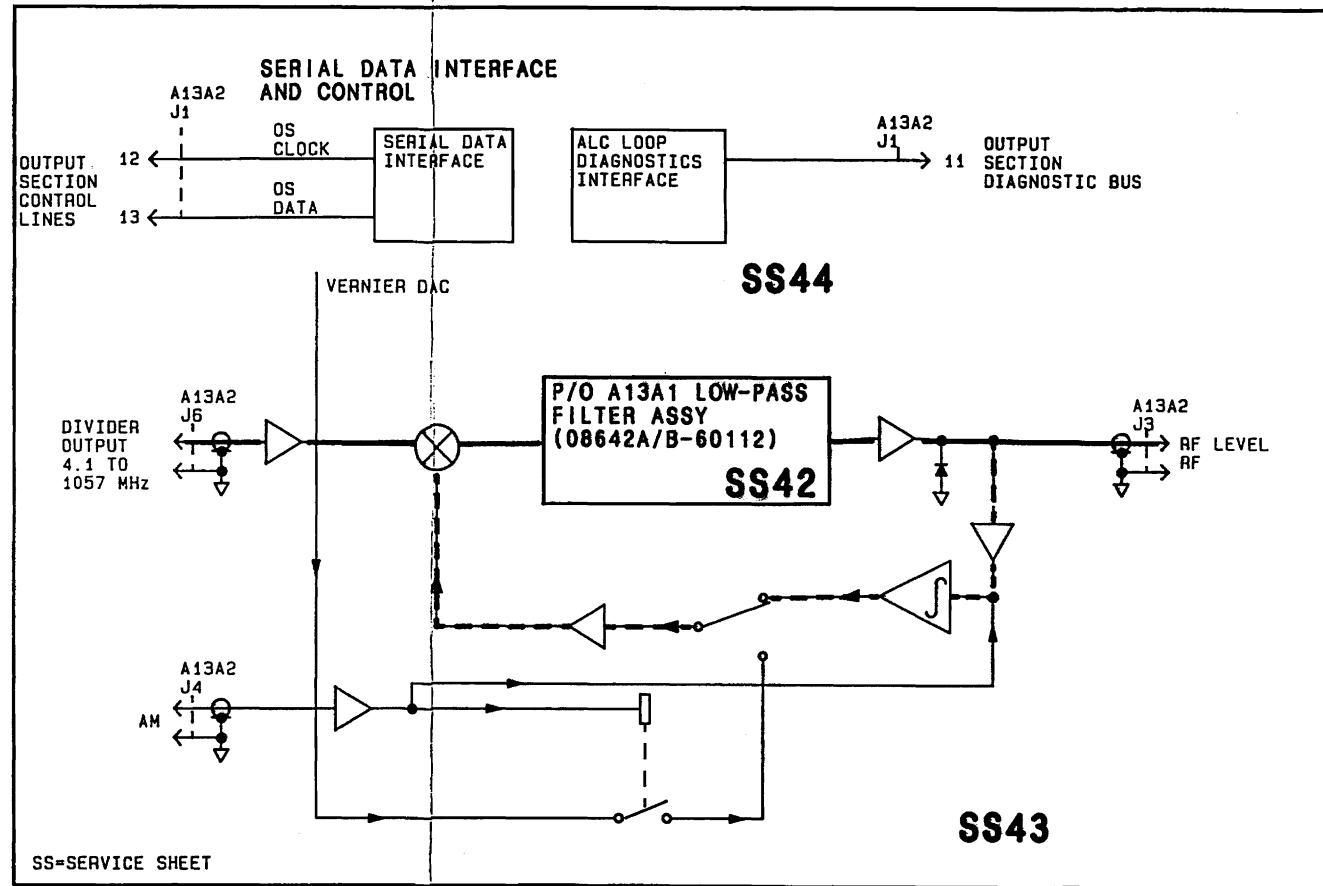 SERIAL DATA INTERFACE
AND CONTROL
A13A2
J1
OS
CLOCK
OS
DATA
OUTPUT
SECTION
CONTROL
LINES
12
13
SERIAL DATA
INTERFACE
ALC LOOP
DIAGNOSTICS
INTERFACE
A13A2
J1
11
OUTPUT
SECTION
DIAGNOSTIC BUS
SS44
VERNIER DAC
A13A2
J6
DIVIDER
OUTPUT
4.1 TO
1057 MHz
P/O A13A1 LOW-PASS
FILTER ASSY
(08642A/B-60112)
SS42
A13A2
J3
RF LEVEL
RF
A13A2
J4
AM
SS43
SS=SERVICE SHEET